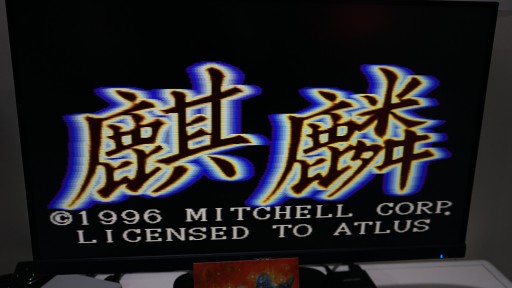 麒麟
©1996 MITCHELL CORP.
LICENSED TO ATLUS